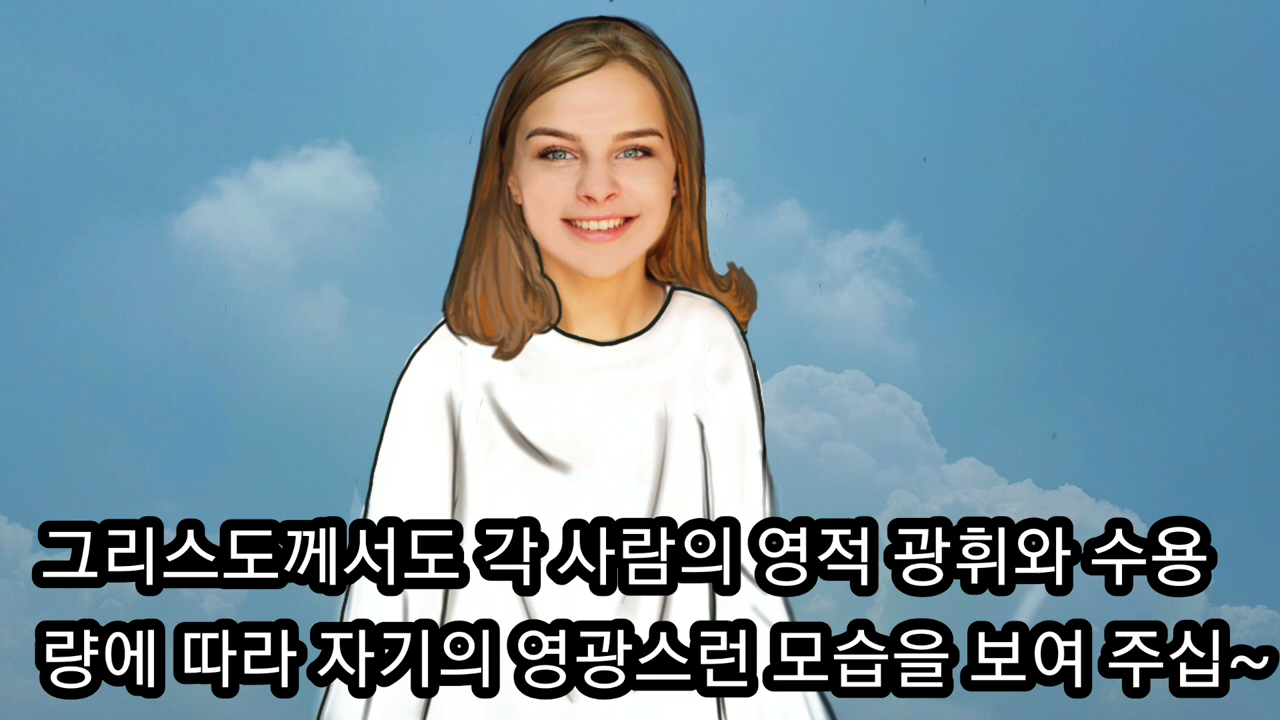 그리스도께서도 각 사람의 영적 광휘와 수용
량에 따라 자기의 영광스런 모습을 보여 주십~